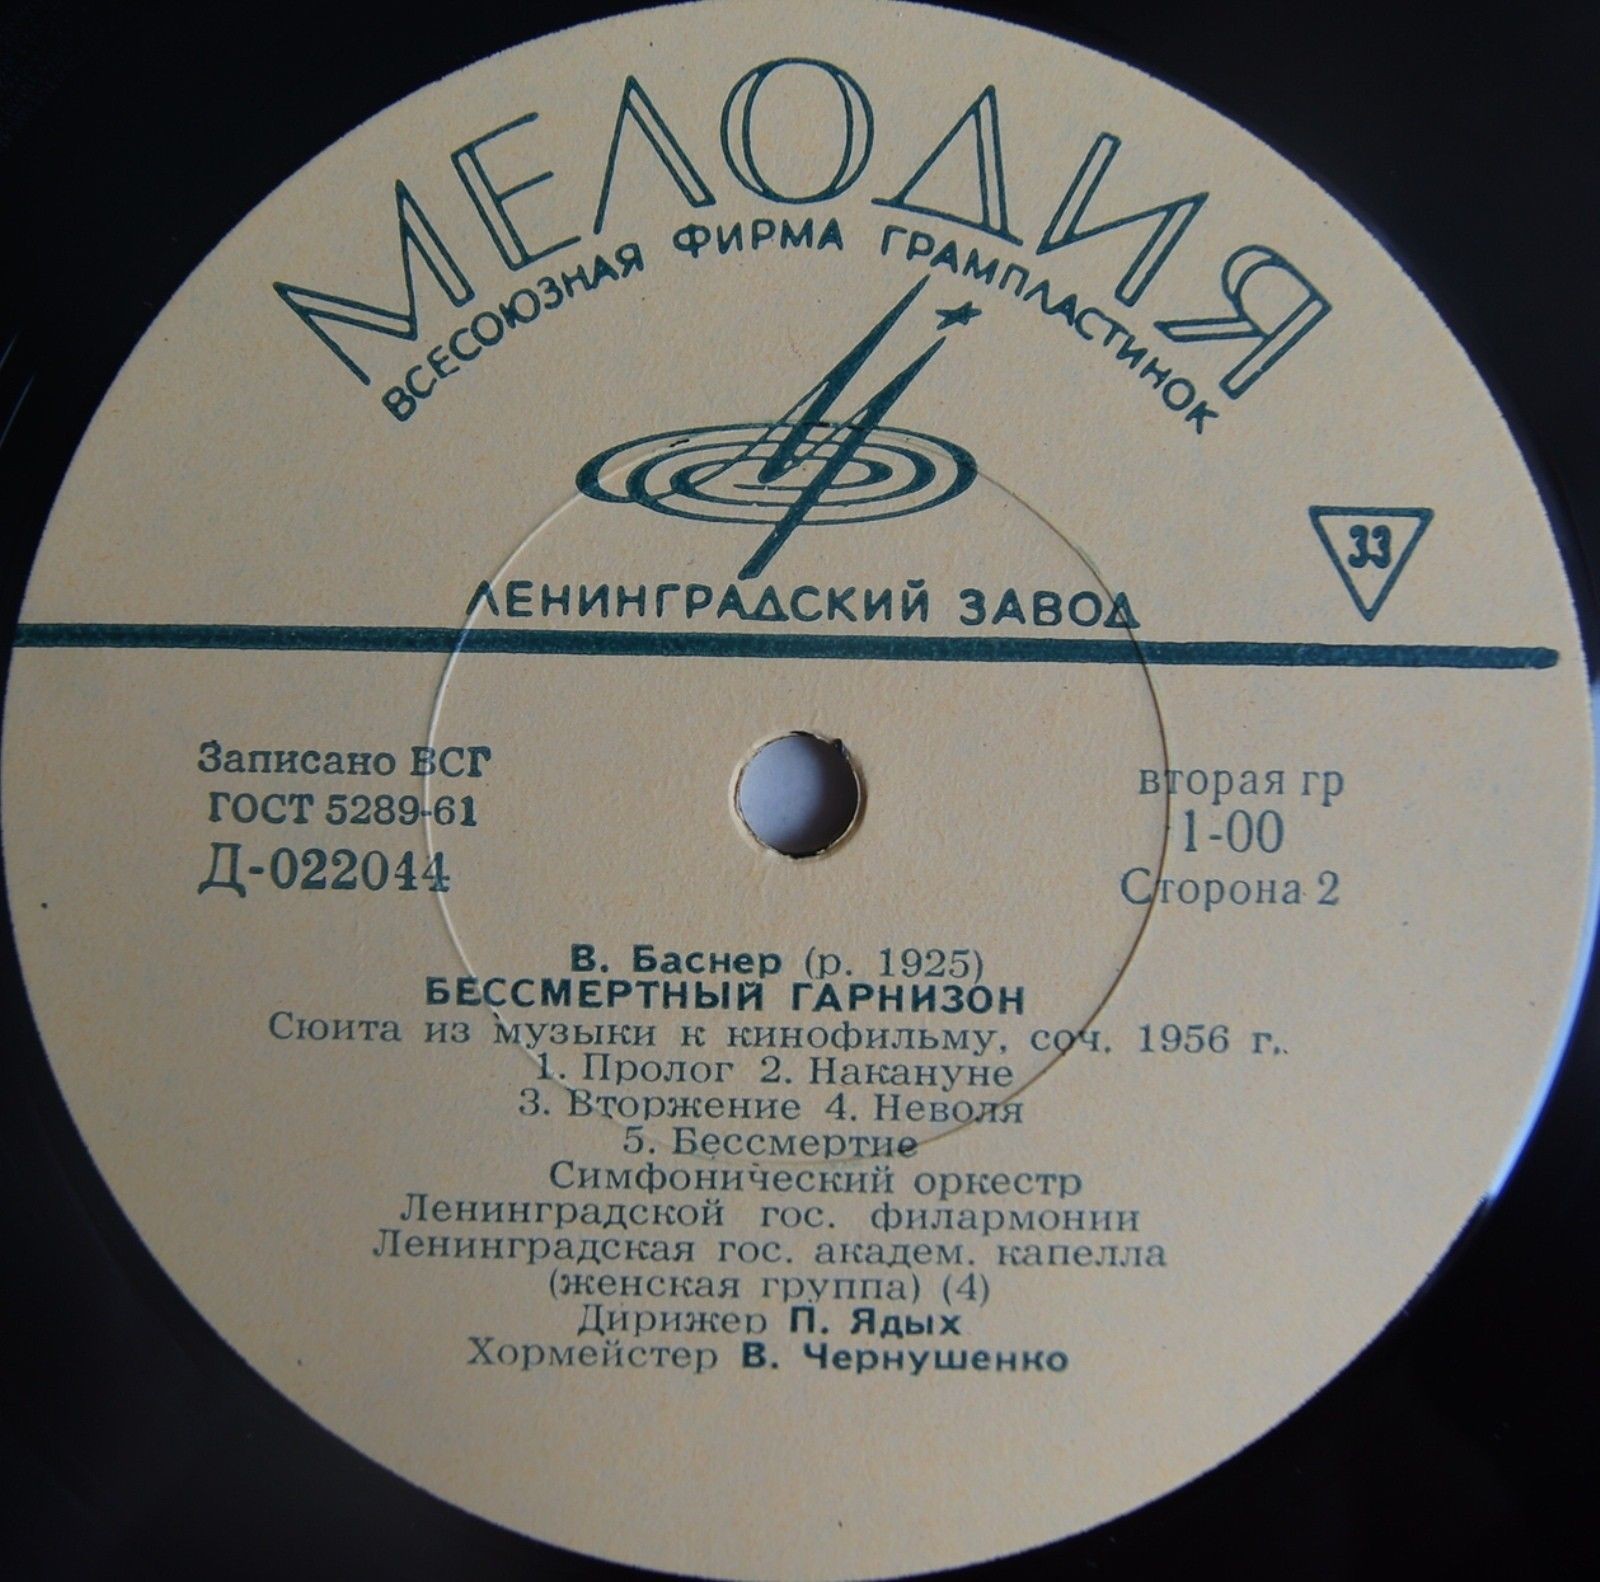 МЕЛОДИЯ
ВСЕСОЮЗНАЯ ФИРМА ГРАМПЛАСТИНОК
33
ЛЕНИНГРАДСКИЙ ЗАВОД
Записано ВСГ
ГОСТ 5289-61
Д-022044
вторая гр
1-00
Сторона 2
В. Баснер (р. 1925)
БЕССМЕРТНЫЙ ГАРНИЗОН
Сюита из музыки к кинофильму, соч. 1956 г..
1. Пролог 2. Накануне
3. Вторжение 4. Неволя
5. Бессмертие
Симфонический оркестр
Ленинградской гос. филармонии
Ленинградская гос. академ. капелла
(женская группа) (4)
Дирижер П. Ядых
Хормейстер В. Чернушенко